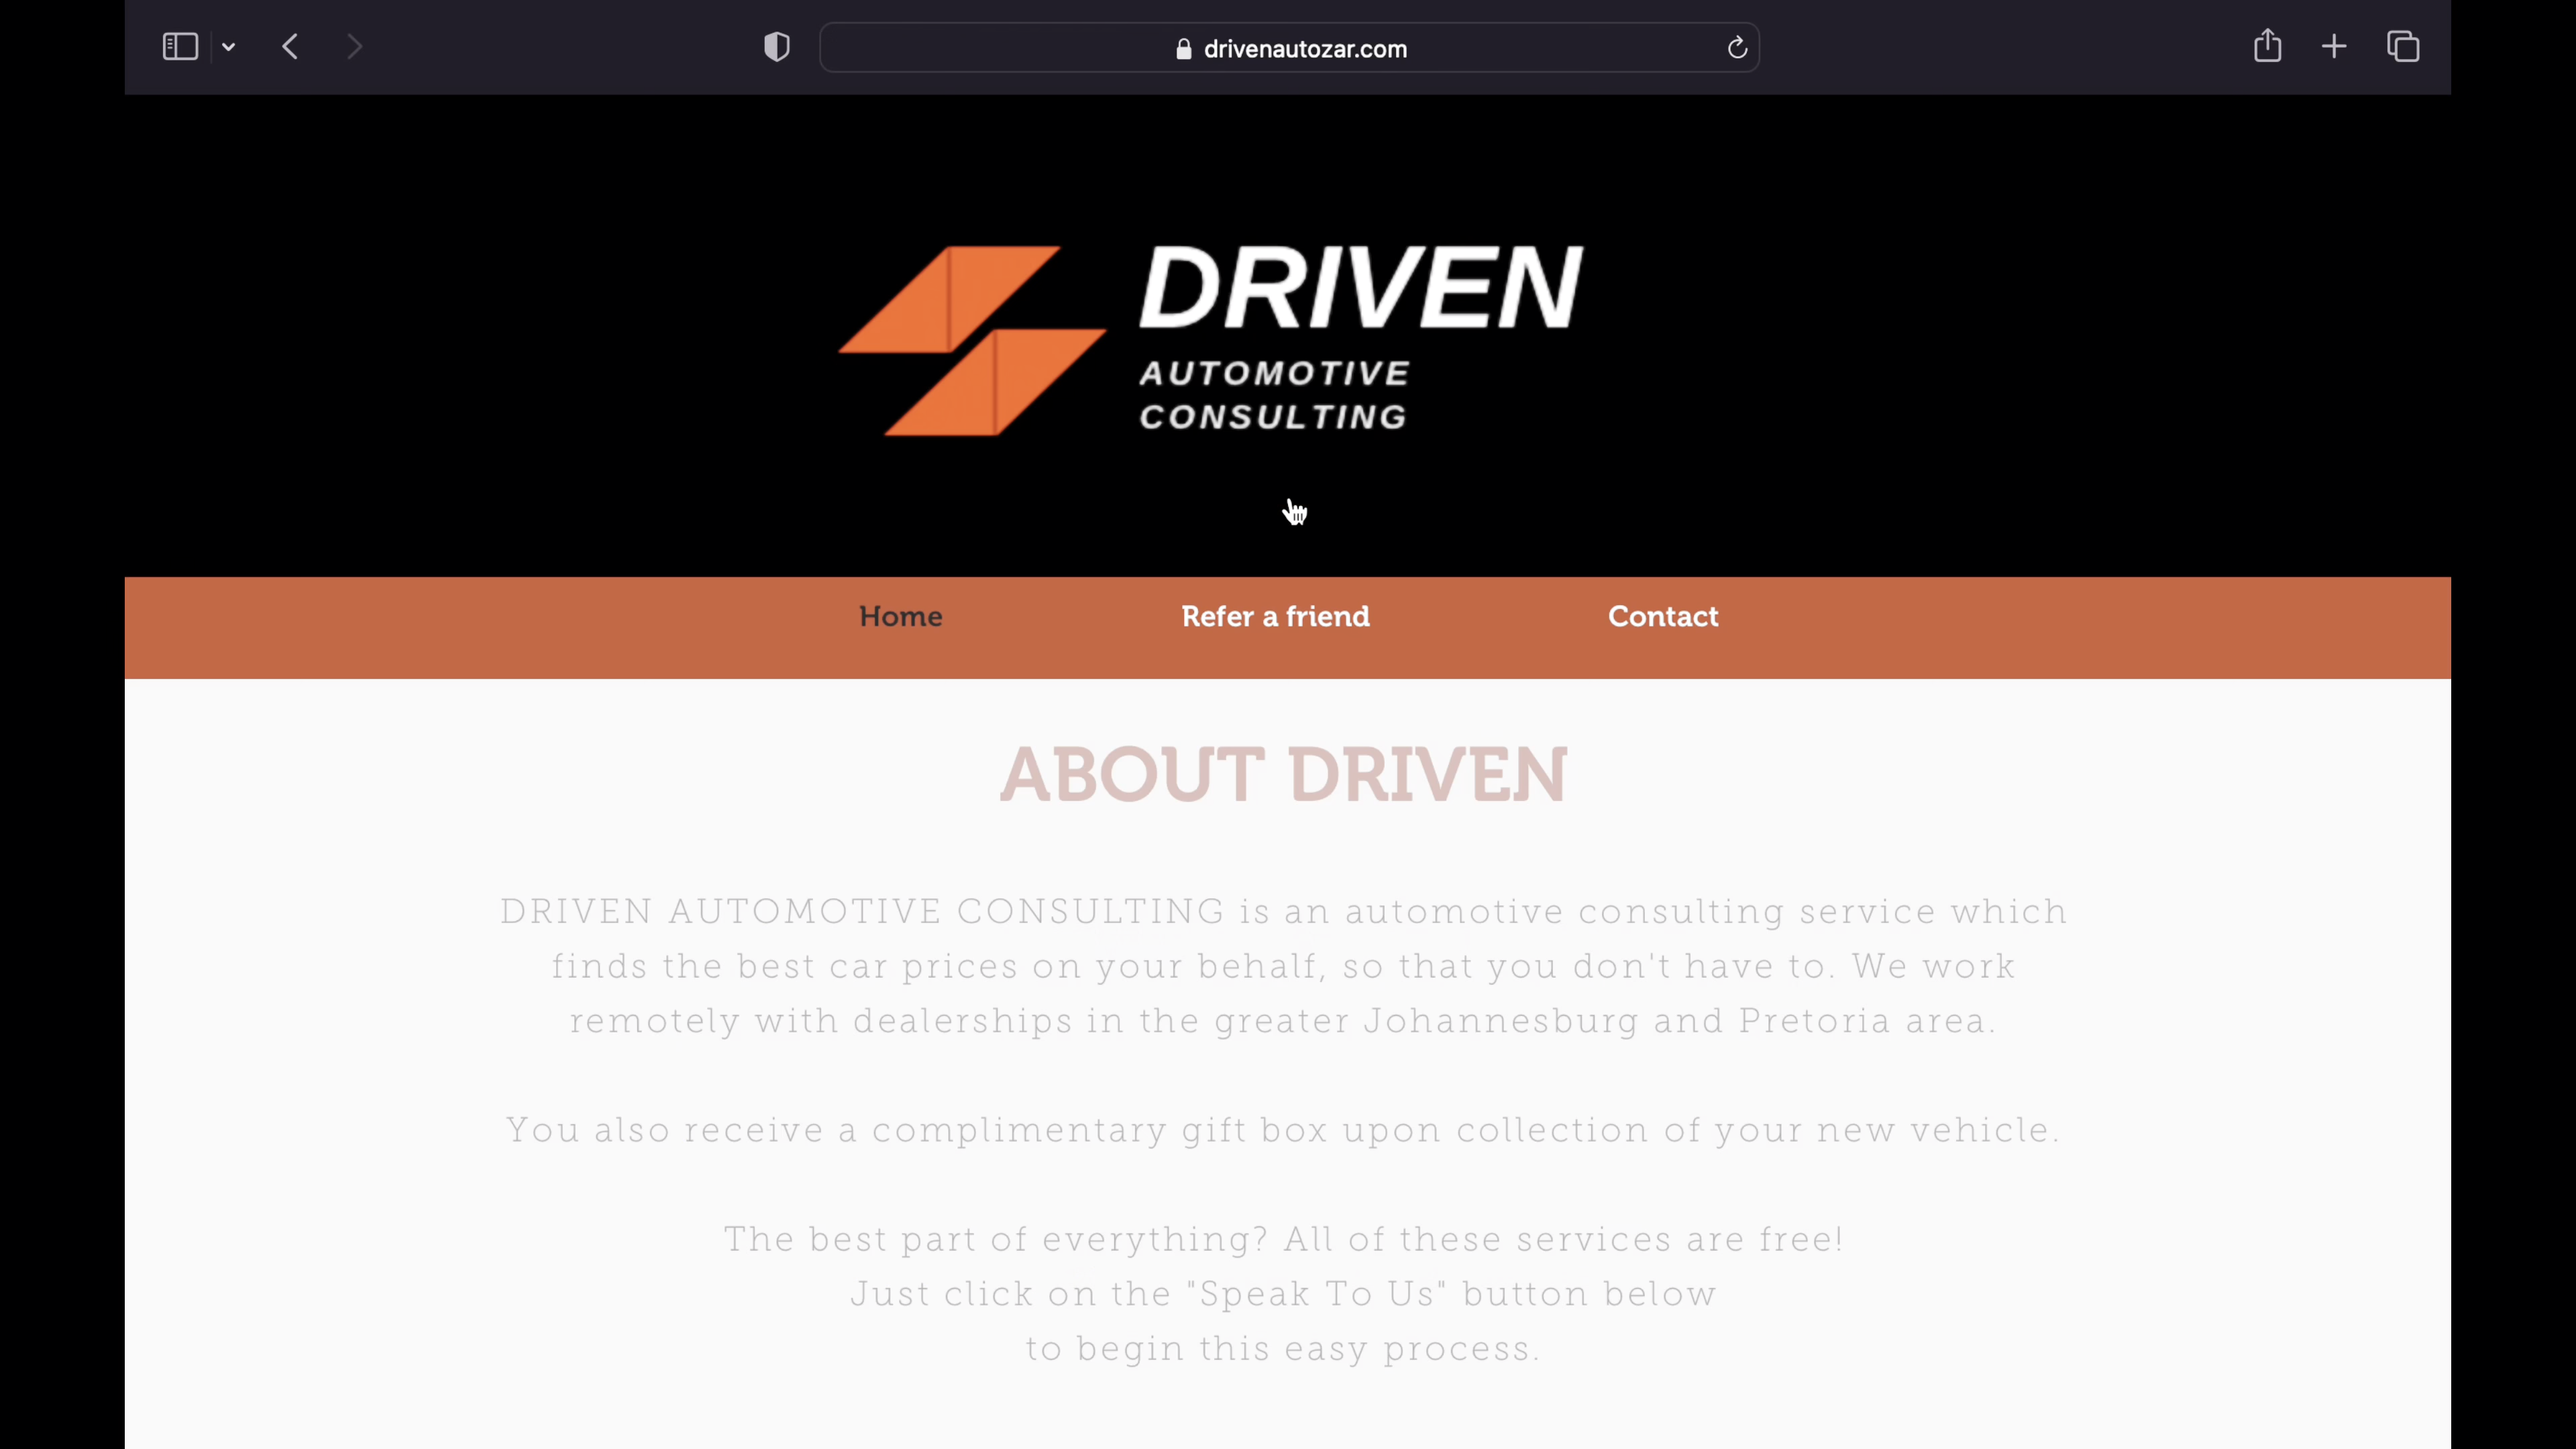 drivenautozar.com
DRIVEN
AUTOMOTIVE
CONSULTING
Home
Refer a friend
Contact
ABOUT DRIVEN
DRIVEN AUTOMOTIVE CONSULTING is an automotive consulting service which
finds the best car prices on your behalf, so that you don't have to. We work
remotely with dealerships in the greater Johannesburg and Pretoria area.
You also receive a complimentary gift box upon collection of your new vehicle.
The best part of everything? All of these services are free!
Just click on the "Speak To Us" button below
to begin this easy process.